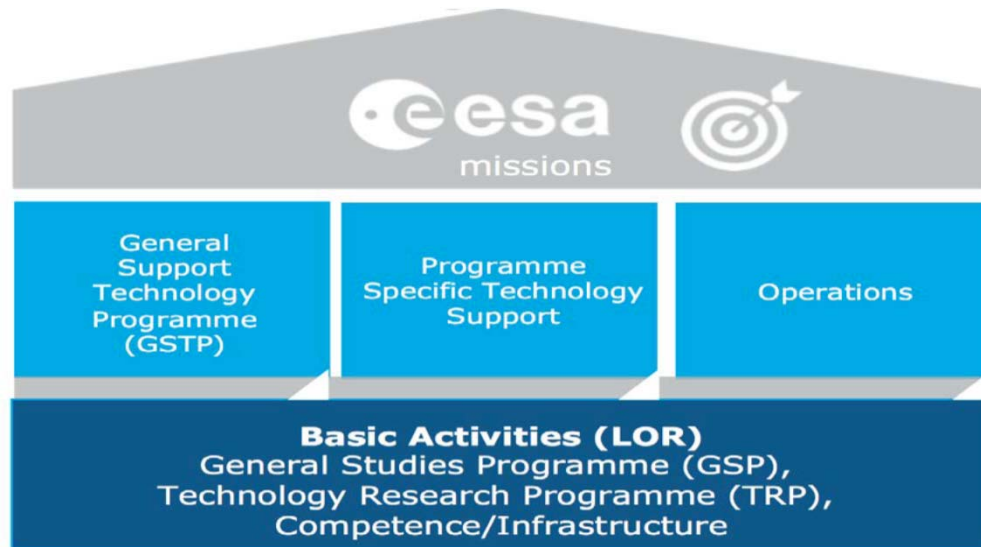 esa
missions
General
Support
Technology
Programme
(GSTP)
Programme
Specific Technology
Support
Operations
Basic Activities (LOR)
General Studies Programme (GSP),
Technology Research Programme (TRP),
Competence/Infrastructure